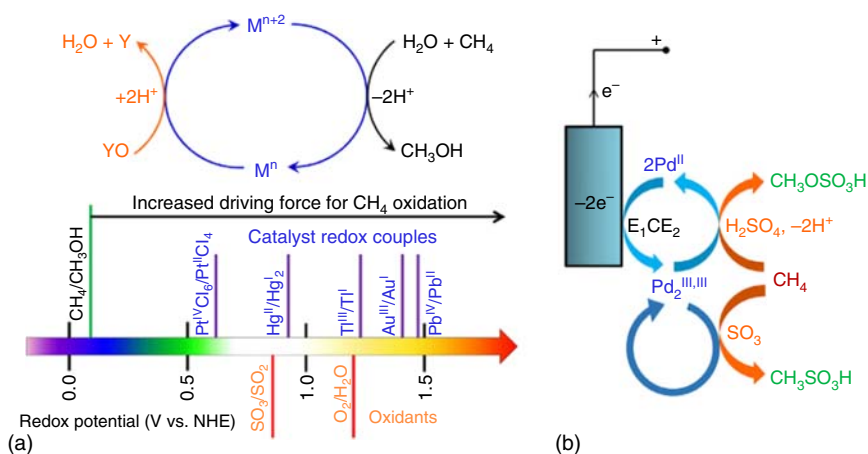 Mⁿ⁺²
H₂O + Y
H₂O + CH₄
+2H⁺
–2H⁺
YO
CH₃OH
Mⁿ
Increased driving force for CH₄ oxidation
Catalyst redox couples
CH₄/CH₃OH
PtᴵⱽCl₆/PtᴵᴵCl₄
Hgᴵᴵ/Hg₂ᴵ
Tlᴵᴵᴵ/Tlᴵ
Auᴵᴵᴵ/Auᴵ
Pbᴵⱽ/Pbᴵᴵ
0.0
0.5
1.0
1.5
SO₃/SO₂
O₂/H₂O
Redox potential (V vs. NHE)
Oxidants
(a)
+
e⁻
2Pdᴵᴵ
CH₃OSO₃H
–2e⁻
E₁CE₂
H₂SO₄, –2H⁺
Pd₂ᴵᴵᴵ,ᴵᴵᴵ
CH₄
SO₃
CH₃SO₃H
(b)